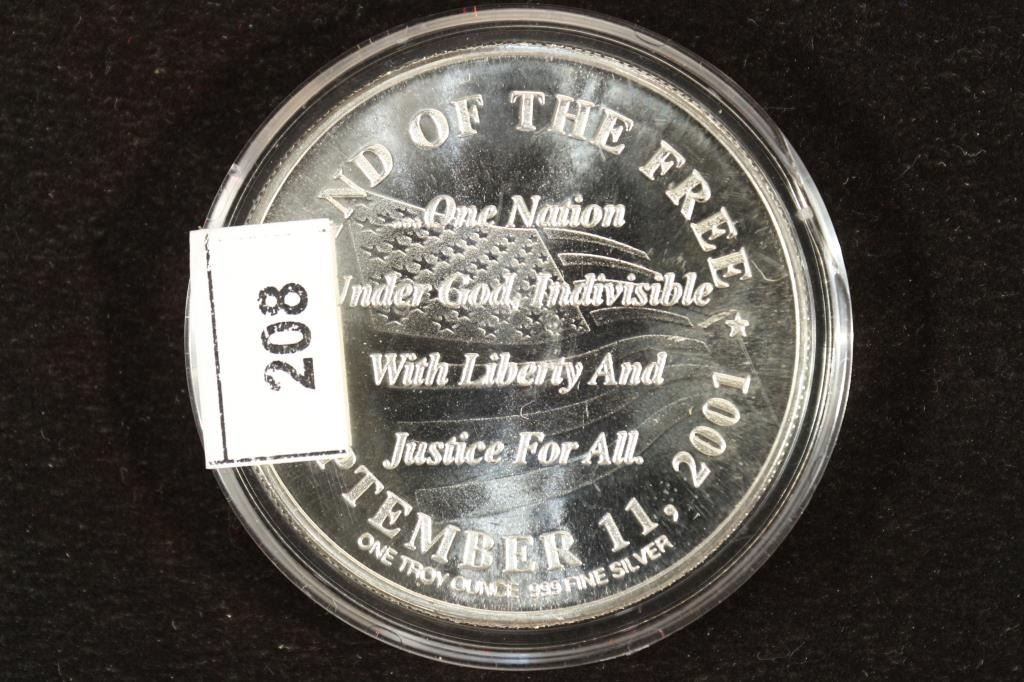 ND OF THE FREE
...One Nation
Under God, Indivisible
With Liberty And
Justice For All.
PTEMBER 11, 2001
ONE TROY OUNCE .999 FINE SILVER
208